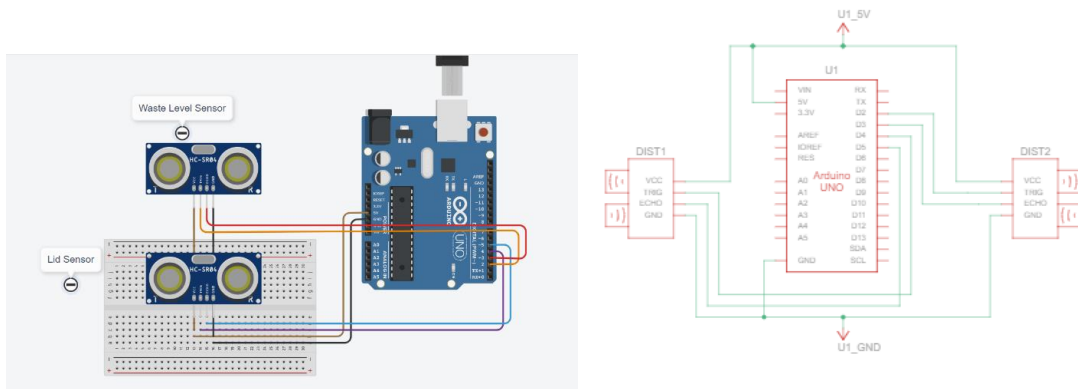 Waste Level Sensor
HC-SR04
Lid Sensor
HC-SR04
ARDUINO
UNO
U1_5V
U1
VIN
5V
3.3V
AREF
IOREF
RES
A0
A1
A2
A3
A4
A5
GND
Arduino
UNO
RX
TX
D2
D3
D4
D5
D6
D7
D8
D9
D10
D11
D12
D13
SDA
SCL
DIST1
VCC
TRIG
ECHO
GND
DIST2
VCC
TRIG
ECHO
GND
U1_GND